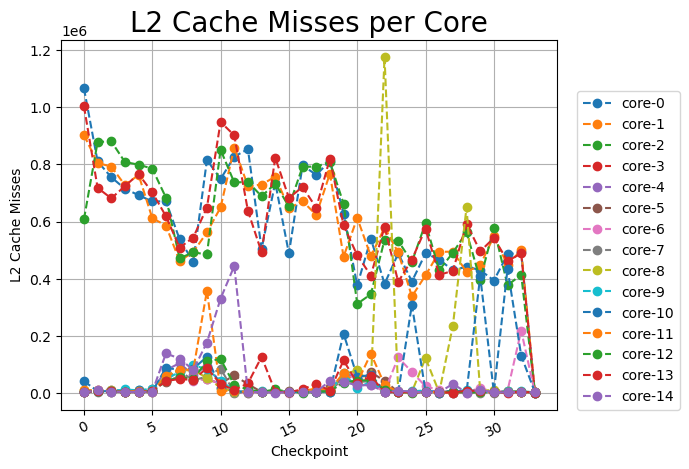 L2 Cache Misses per Core
1e6
1.2
1.0
0.8
0.6
0.4
0.2
0.0
L2 Cache Misses
0
5
10
15
20
25
30
Checkpoint
core-0
core-1
core-2
core-3
core-4
core-5
core-6
core-7
core-8
core-9
core-10
core-11
core-12
core-13
core-14